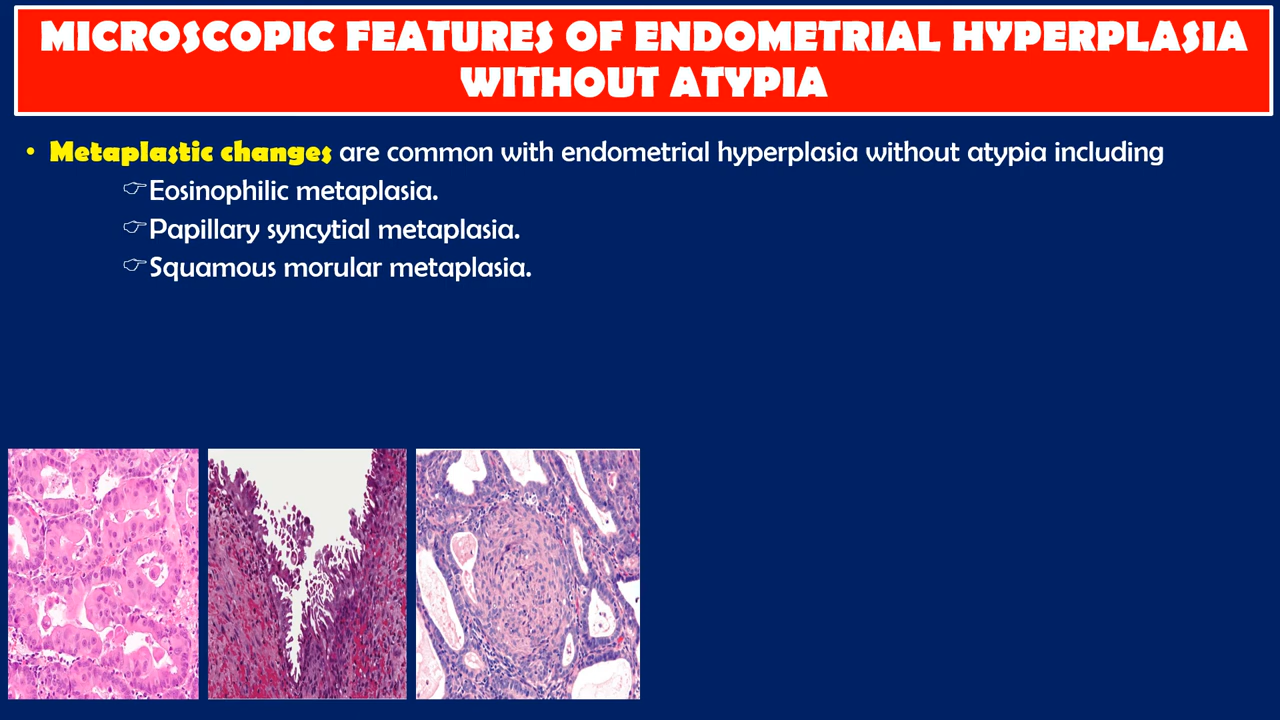 MICROSCOPIC FEATURES OF ENDOMETRIAL HYPERPLASIA
WITHOUT ATYPIA
• Metaplastic changes are common with endometrial hyperplasia without atypia including
☞Eosinophilic metaplasia.
☞Papillary syncytial metaplasia.
☞Squamous morular metaplasia.